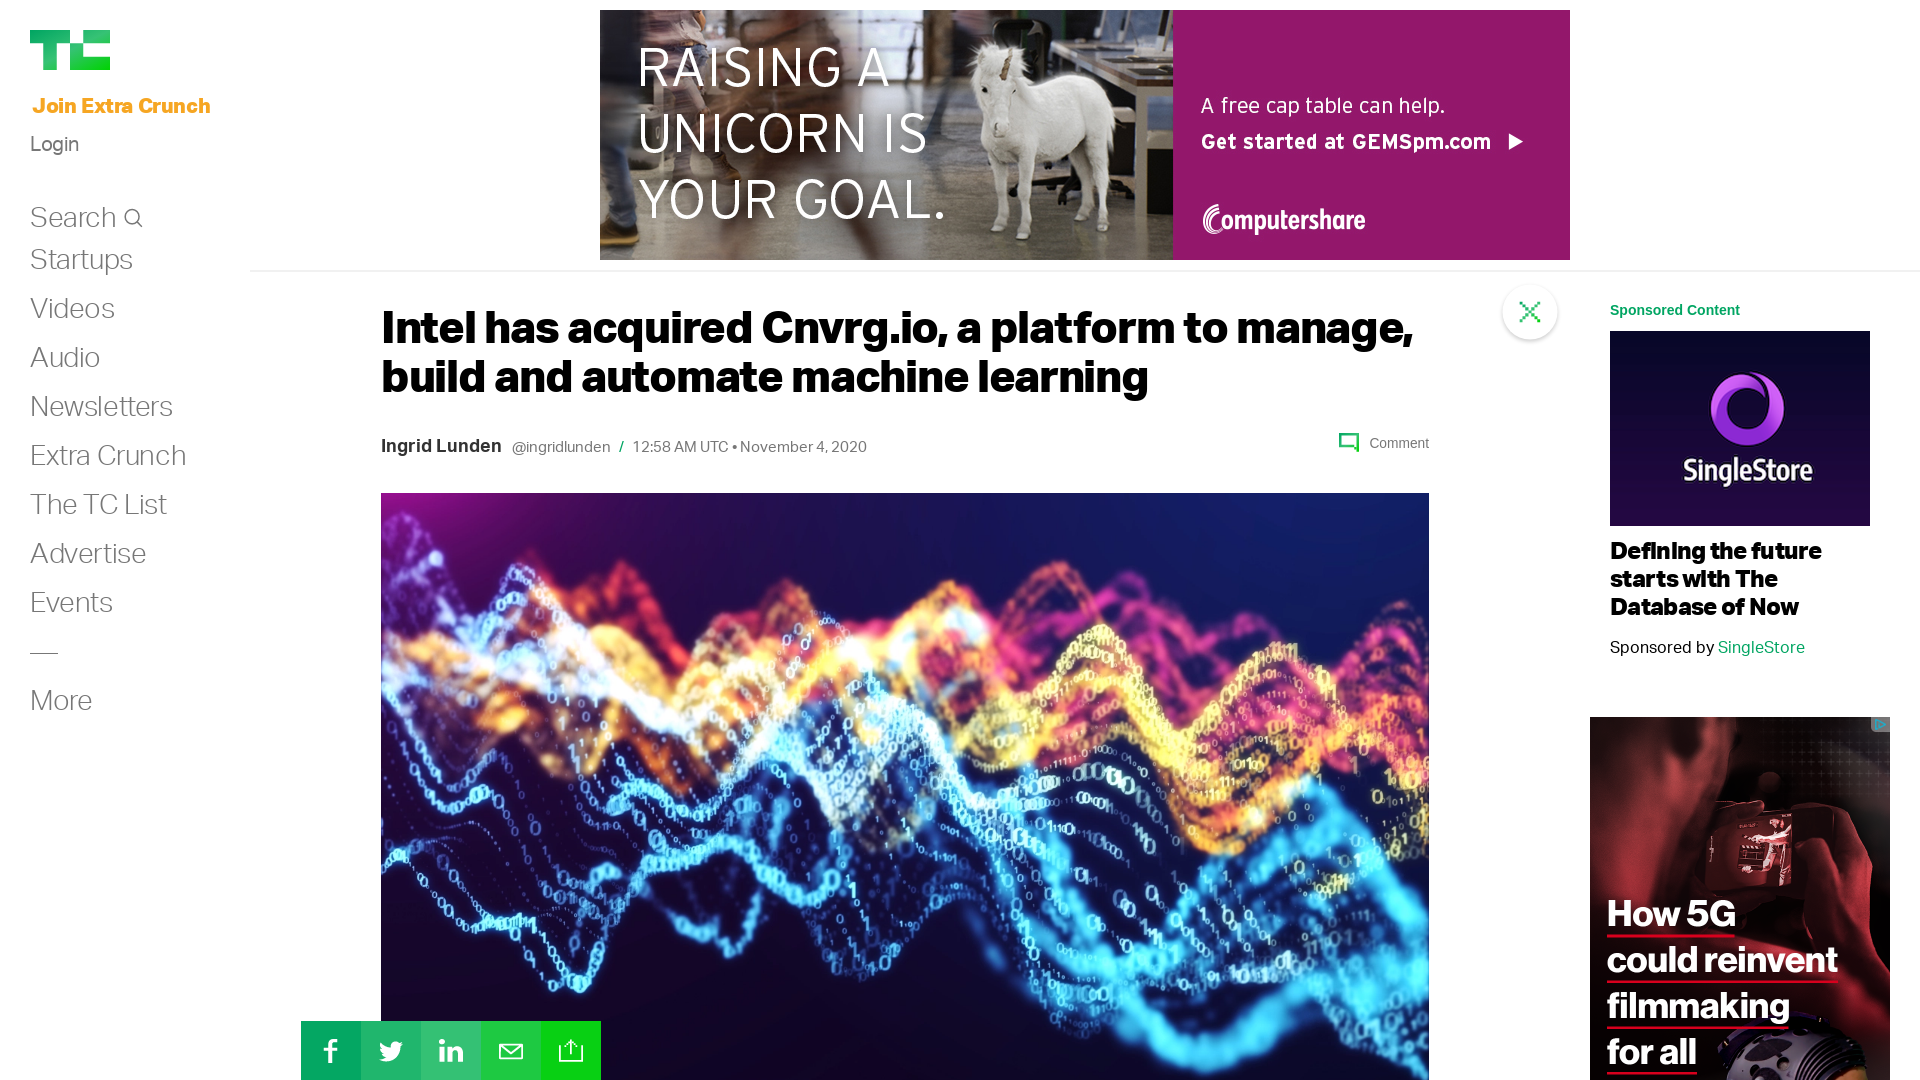 TC
Join Extra Crunch
Login
Search
Startups
Videos
Audio
Newsletters
Extra Crunch
The TC List
Advertise
Events
More
RAISING A
UNICORN IS
YOUR GOAL.
A free cap table can help.
Get started at GEMSpm.com
Computershare
Intel has acquired Cnvrg.io, a platform to manage,
build and automate machine learning
Ingrid Lunden @ingridlunden / 12:58 AM UTC • November 4, 2020
Comment
Sponsored Content
SingleStore
Defining the future
starts with The
Database of Now
Sponsored by SingleStore
How 5G
could reinvent
filmmaking
for all